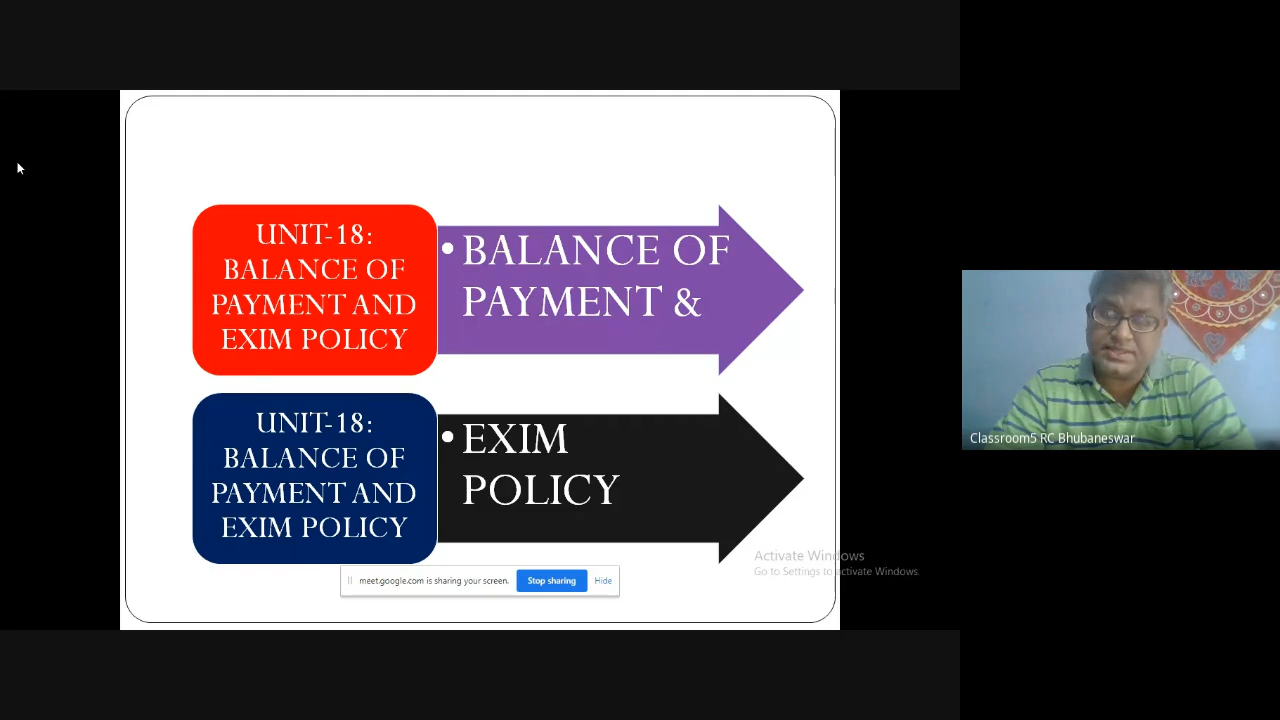 UNIT-18:
BALANCE OF
PAYMENT AND
EXIM POLICY
• BALANCE OF
PAYMENT &
UNIT-18:
BALANCE OF
PAYMENT AND
EXIM POLICY
• EXIM
POLICY
Activate Windows
Go to Settings to activate Windows.
meet.google.com is sharing your screen. Stop sharing Hide
Classroom5 RC Bhubaneswar